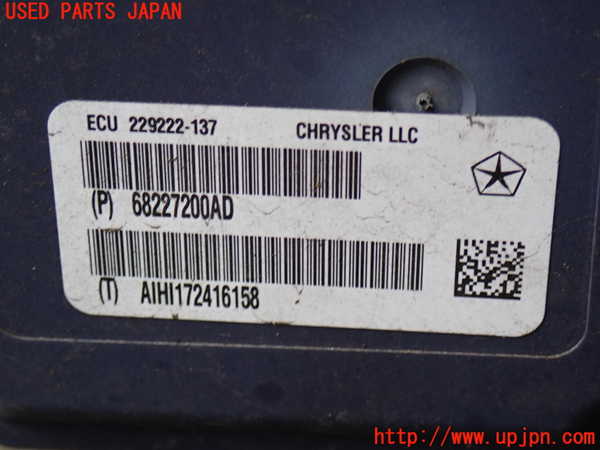 USED PARTS JAPAN
ECU 229222-137 CHRYSLER LLC
(P) 68227200AD
(T) AIHI172416158
http://www.upjpn.com/